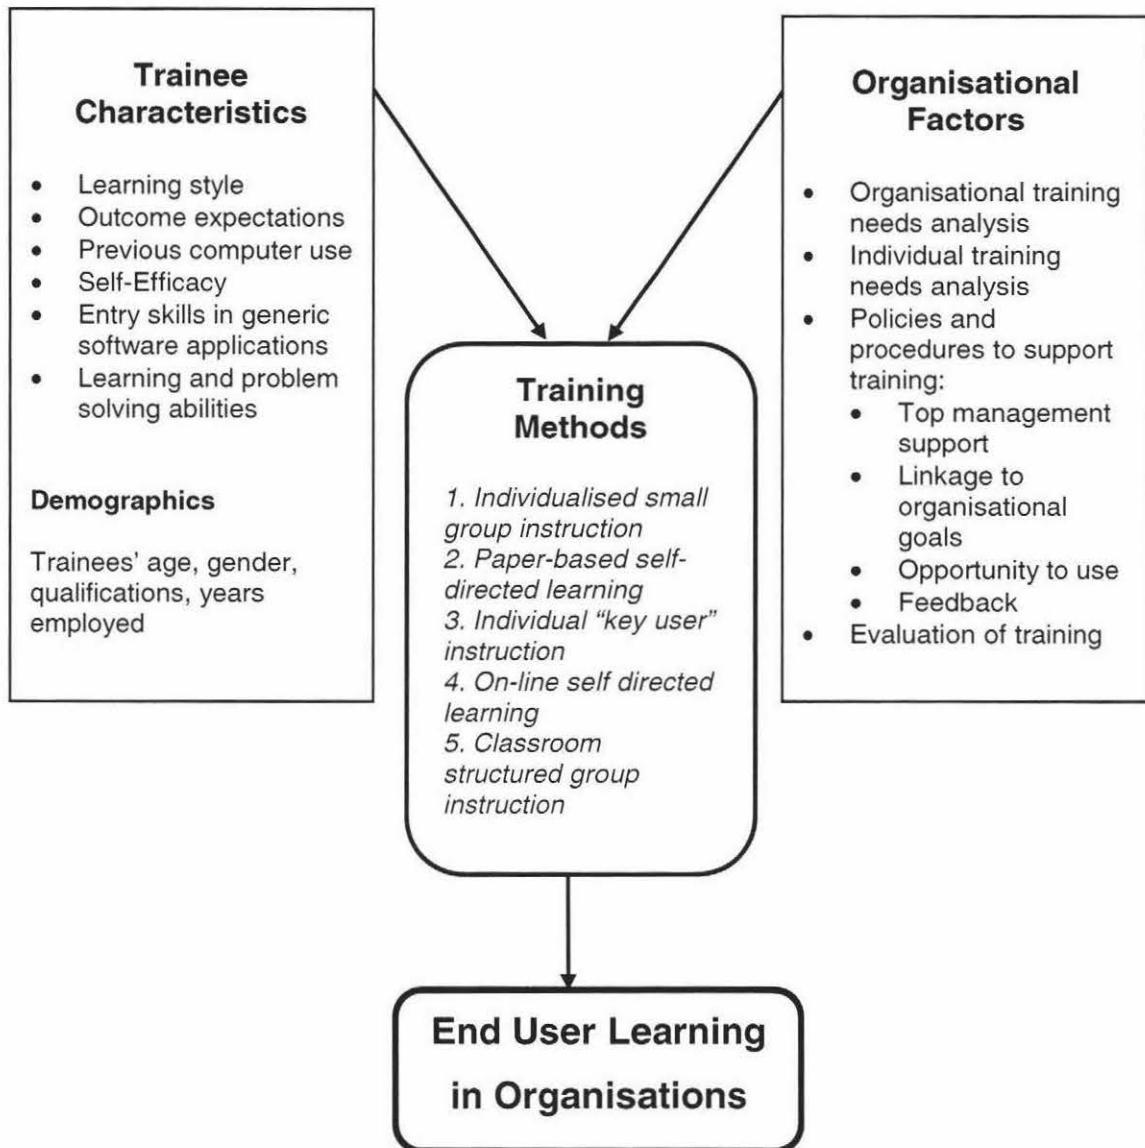 Trainee
Characteristics
• Learning style
• Outcome expectations
• Previous computer use
• Self-Efficacy
• Entry skills in generic
software applications
• Learning and problem
solving abilities
Demographics
Trainees' age, gender,
qualifications, years
employed
Organisational
Factors
• Organisational training
needs analysis
• Individual training
needs analysis
• Policies and
procedures to support
training:
• Top management
support
• Linkage to
organisational
goals
• Opportunity to use
• Feedback
• Evaluation of training
Training
Methods
1. Individualised small
group instruction
2. Paper-based self-
directed learning
3. Individual “key user”
instruction
4. On-line self directed
learning
5. Classroom
structured group
instruction
End User Learning
in Organisations